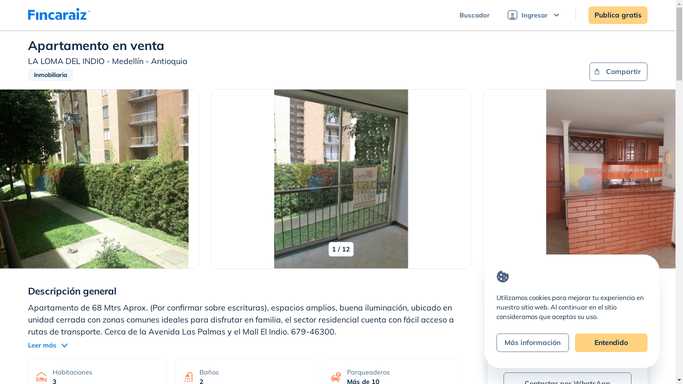 Fincaraiz
Buscador
Ingresar
Publica gratis
Apartamento en venta
LA LOMA DEL INDIO - Medellín - Antioquia
Inmobiliaria
Compartir
1 / 12
Descripción general
Apartamento de 68 Mtrs Aprox. (Por confirmar sobre escrituras), espacios amplios, buena iluminación, ubicado en
unidad cerrada con zonas comunes ideales para disfrutar en familia, el sector residencial cuenta con fácil acceso a
rutas de transporte. Cerca de la Avenida Las Palmas y el Mall El Indio. 679-46300.
Leer más
Habitaciones
3
Baños
2
Parqueaderos
Más de 10
Utilizamos cookies para mejorar tu experiencia en
nuestro sitio web. Al continuar en el sitio
consideramos que aceptas su uso.
Más información
Entendido
Contactar por WhatsApp